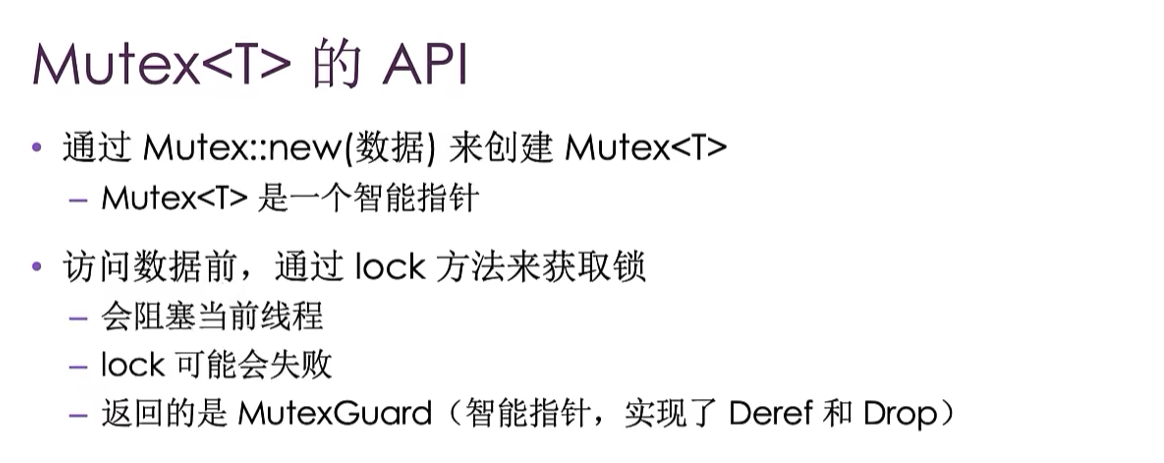 Mutex<T> 的 API
• 通过 Mutex::new(数据) 来创建 Mutex<T>
– Mutex<T> 是一个智能指针
• 访问数据前，通过 lock 方法来获取锁
– 会阻塞当前线程
– lock 可能会失败
– 返回的是 MutexGuard（智能指针，实现了 Deref 和 Drop）